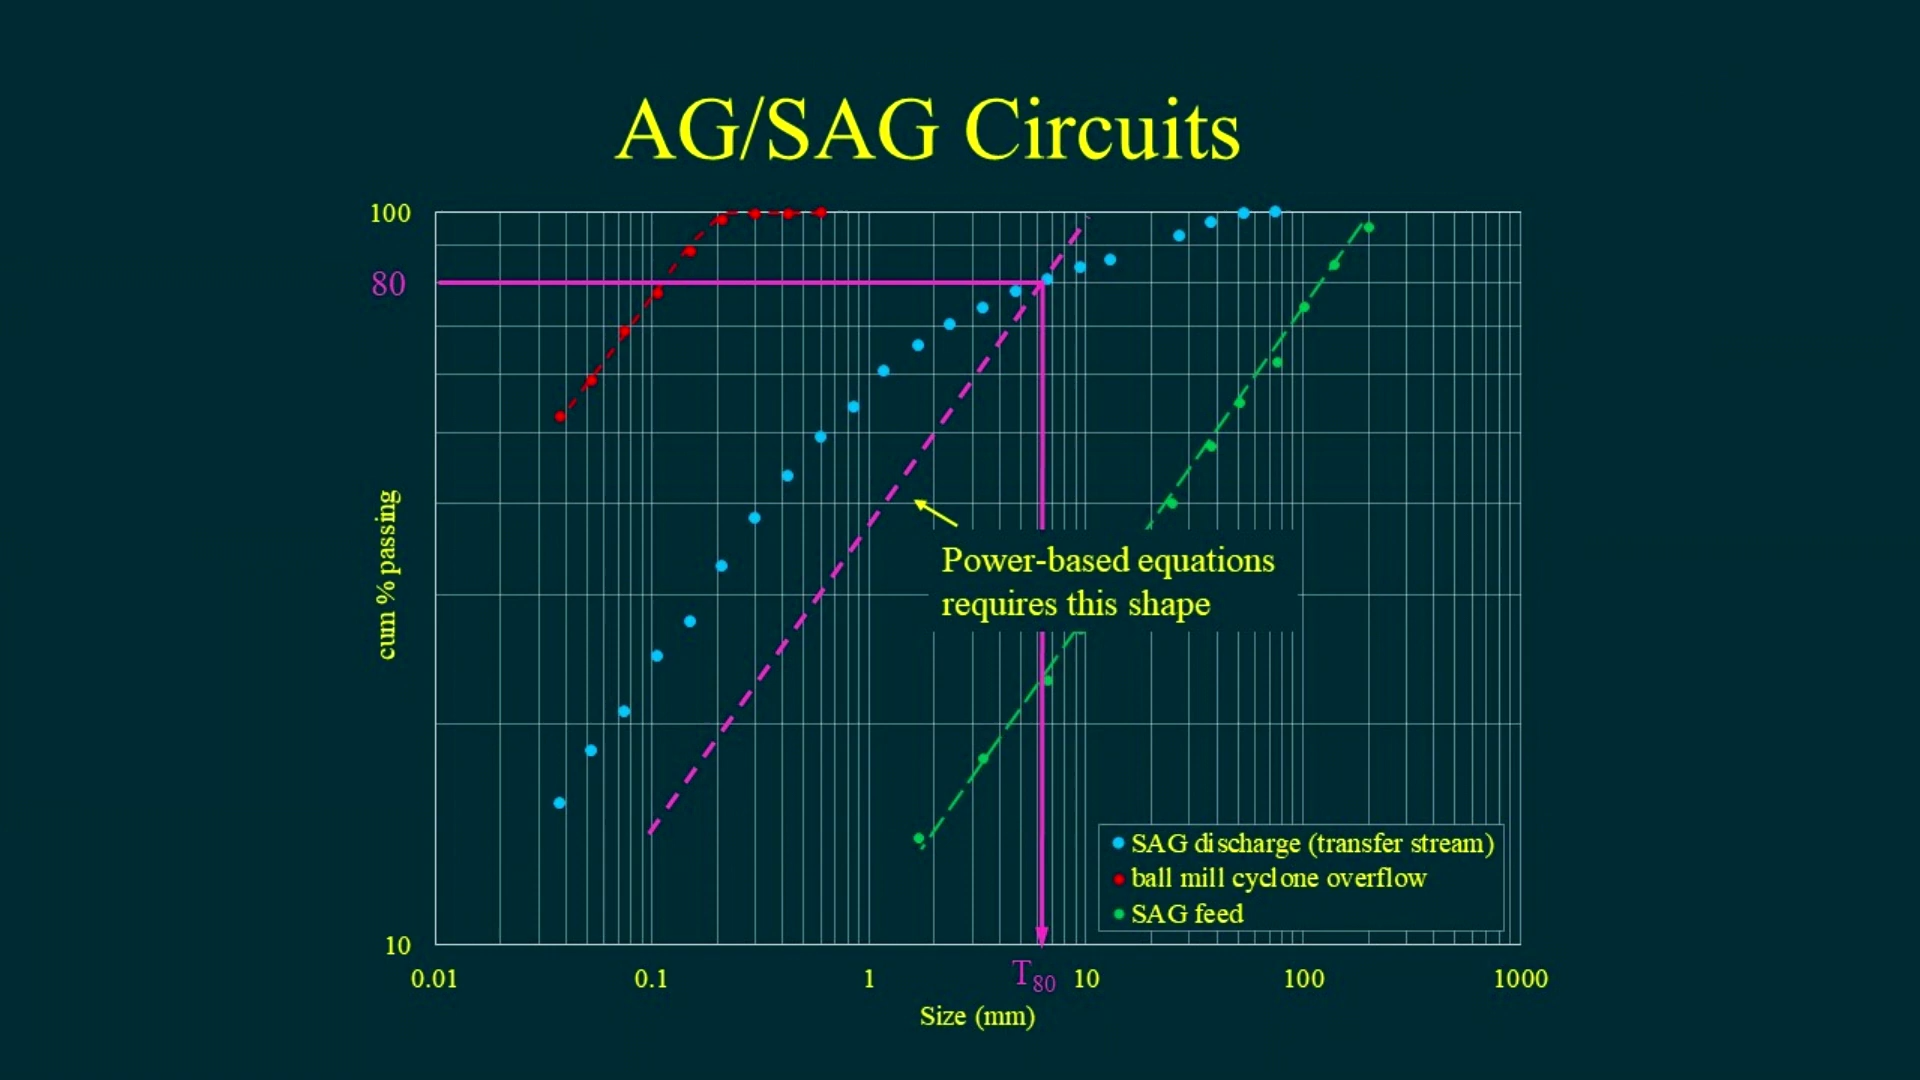 AG/SAG Circuits
100
80
cum % passing
Power-based equations
requires this shape
SAG discharge (transfer stream)
ball mill cyclone overflow
SAG feed
10
0.01 0.1 1 T80 10 100 1000
Size (mm)